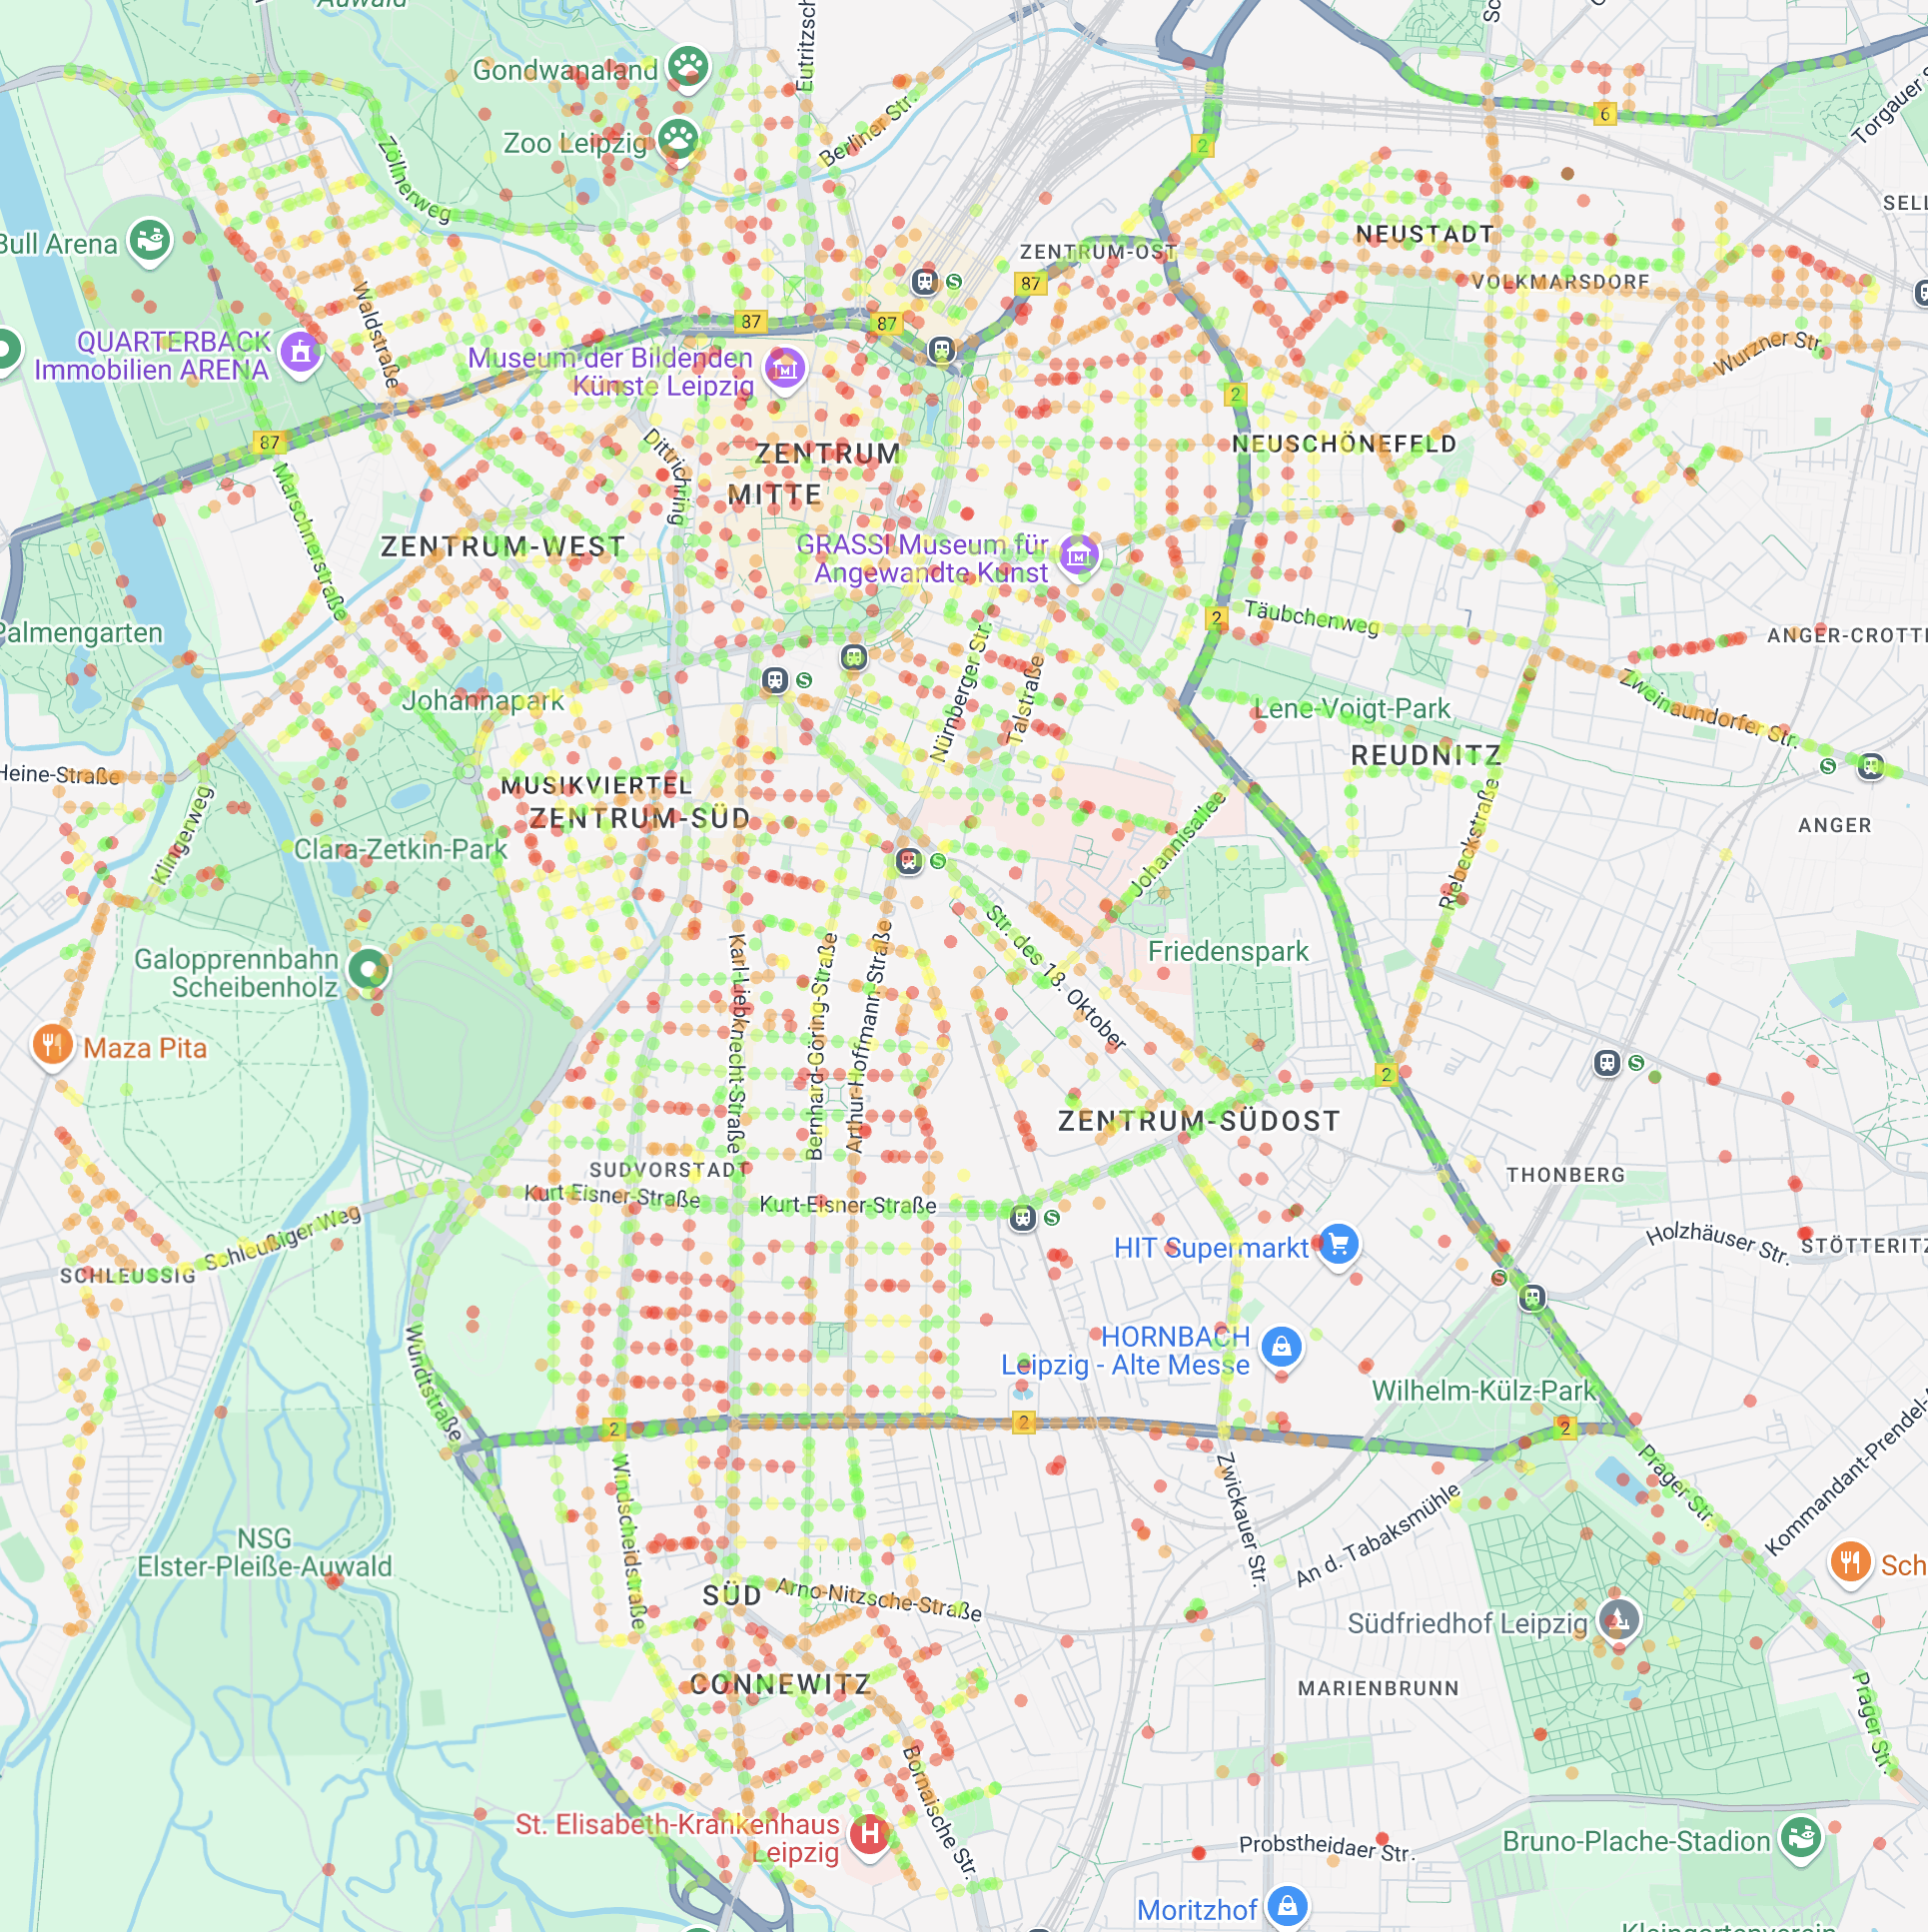 Auwald
Eutritzsch
So
Gondwanaland
Zoo Leipzig
Berliner Str.
6
2
Torgauer S
Zöllnerweg
SELL
Bull Arena
ZENTRUM-OST
NEUSTADT
VOLKMARSDORF
S
87
87
87
Waldstraße
QUARTERBACK
Immobilien ARENA
Museum der Bildenden
Künste Leipzig
Wurzner Str.
2
87
Dittrichring
ZENTRUM
MITTE
NEUSCHÖNEFELD
Marschnerstraße
ZENTRUM-WEST
GRASSI Museum für
Angewandte Kunst
2
Täubchenweg
Palmengarten
ANGER-CROTT
Nürnberger Str.
Talstraße
S
Johannapark
Lene-Voigt-Park
Zweinaundorfer Str.
REUDNITZ
S
Heine-Straße
MUSIKVIERTEL
ZENTRUM-SÜD
Klingerweg
Johannisallee
Riebeckstraße
ANGER
Clara-Zetkin-Park
S
Str. des 18. Oktober
Friedenspark
Galopprennbahn
Scheibenholz
Karl-Liebknecht-Straße
Bernhard-Göring-Straße
Arthur-Hoffmann-Straße
Maza Pita
2
S
ZENTRUM-SÜDOST
SÜDVORSTADT
THONBERG
Kurt-Eisner-Straße
Kurt-Eisner-Straße
S
Schleußiger Weg
HIT Supermarkt
Holzhäuser Str.
STÖTTERITZ
SCHLEUSSIG
S
Wundtstraße
HORNBACH
Leipzig - Alte Messe
Wilhelm-Külz-Park
2
2
2
Prager Str.
Kommandant-Prendel-
Windscheidstraße
Zwickauer Str.
An d. Tabaksmühle
NSG
Elster-Pleiße-Auwald
Sch
SÜD
Arno-Nitzsche-Straße
Südfriedhof Leipzig
CONNEWITZ
MARIENBRUNN
Prager Str.
Bornaische Str.
St. Elisabeth-Krankenhaus
Leipzig
H
Probstheidaer Str.
Bruno-Plache-Stadion
Moritzhof
Kleingartenverein